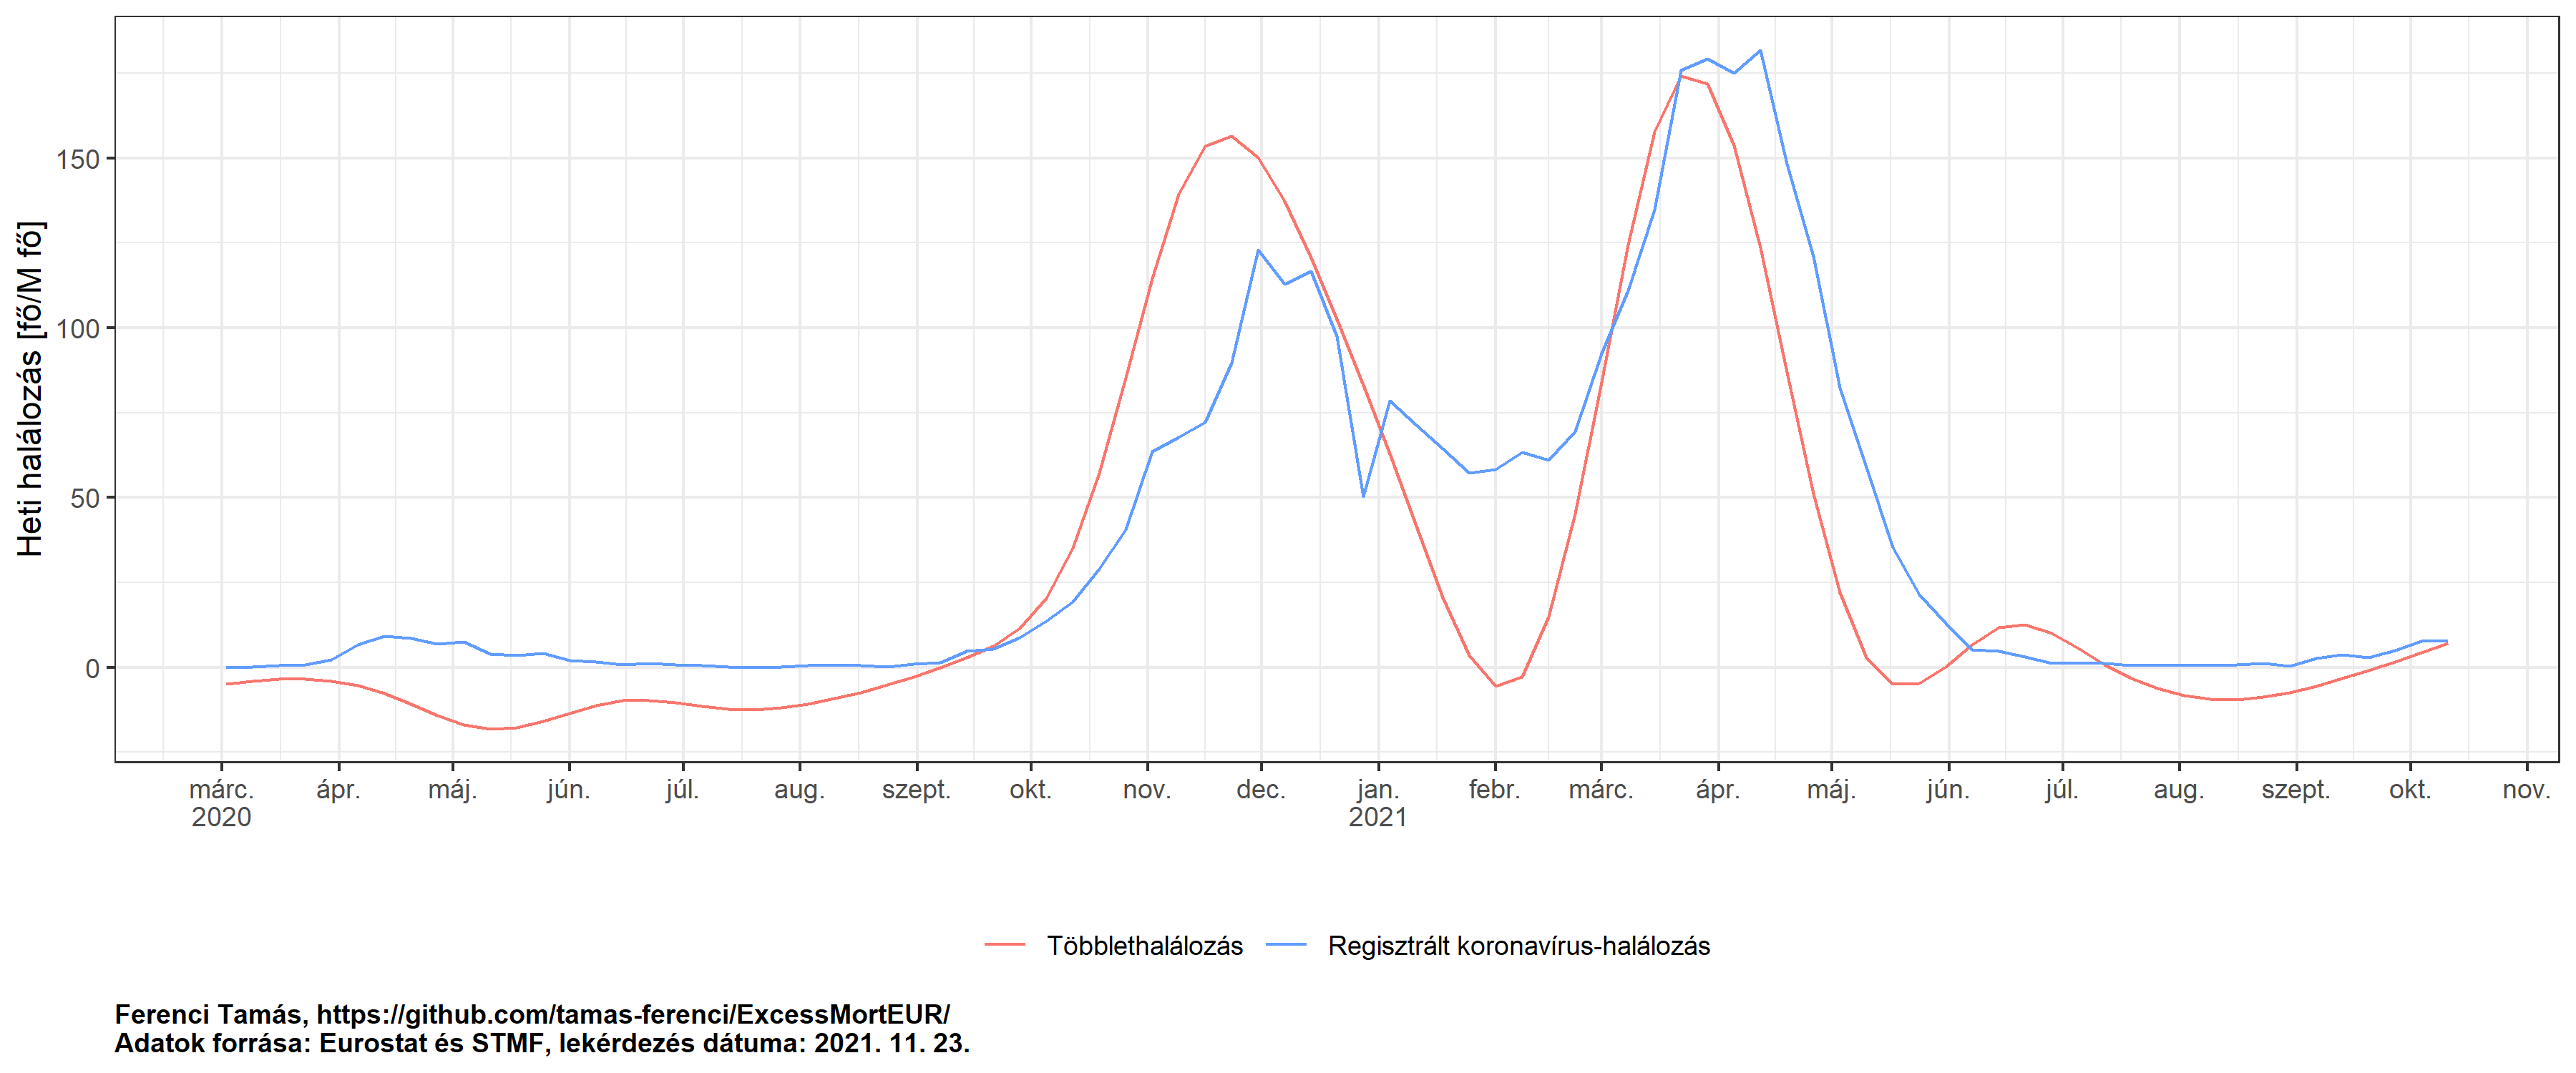 Heti halálozás [fő/M fő]
150
100
50
0
márc. ápr. máj. jún. júl. aug. szept. okt. nov. dec. jan. febr. márc. ápr. máj. jún. júl. aug. szept. okt. nov.
2020 2021
Többlethalálozás Regisztrált koronavírus-halálozás
Ferenci Tamás, https://github.com/tamas-ferenci/ExcessMortEUR/
Adatok forrása: Eurostat és STMF, lekérdezés dátuma: 2021. 11. 23.